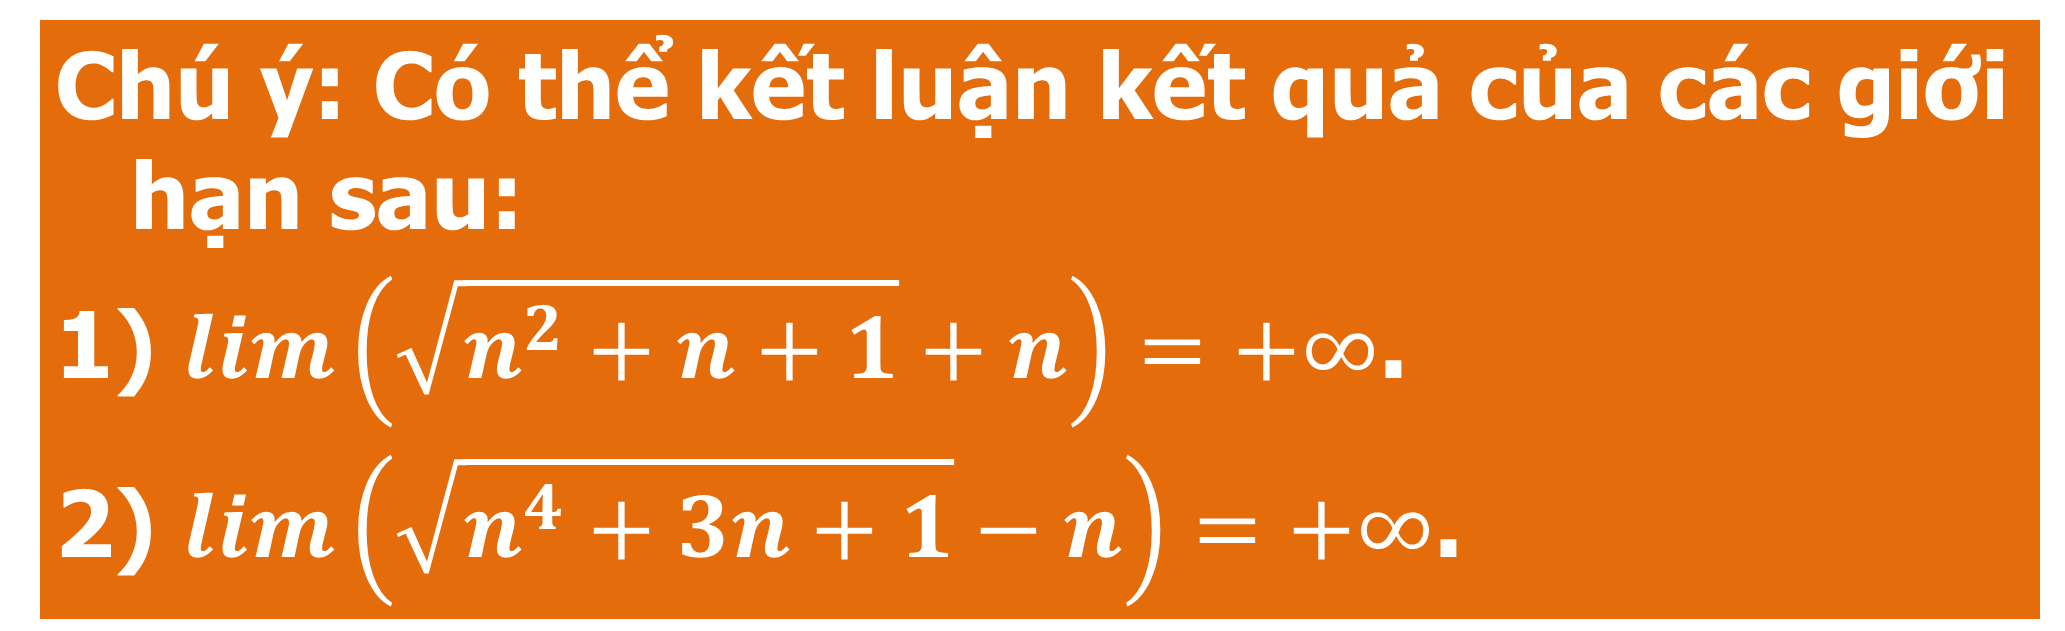 Chú ý: Có thể kết luận kết quả của các giới
hạn sau:
1) lim(√(n² + n + 1) + n) = +∞.
2) lim(√(n⁴ + 3n + 1) − n) = +∞.